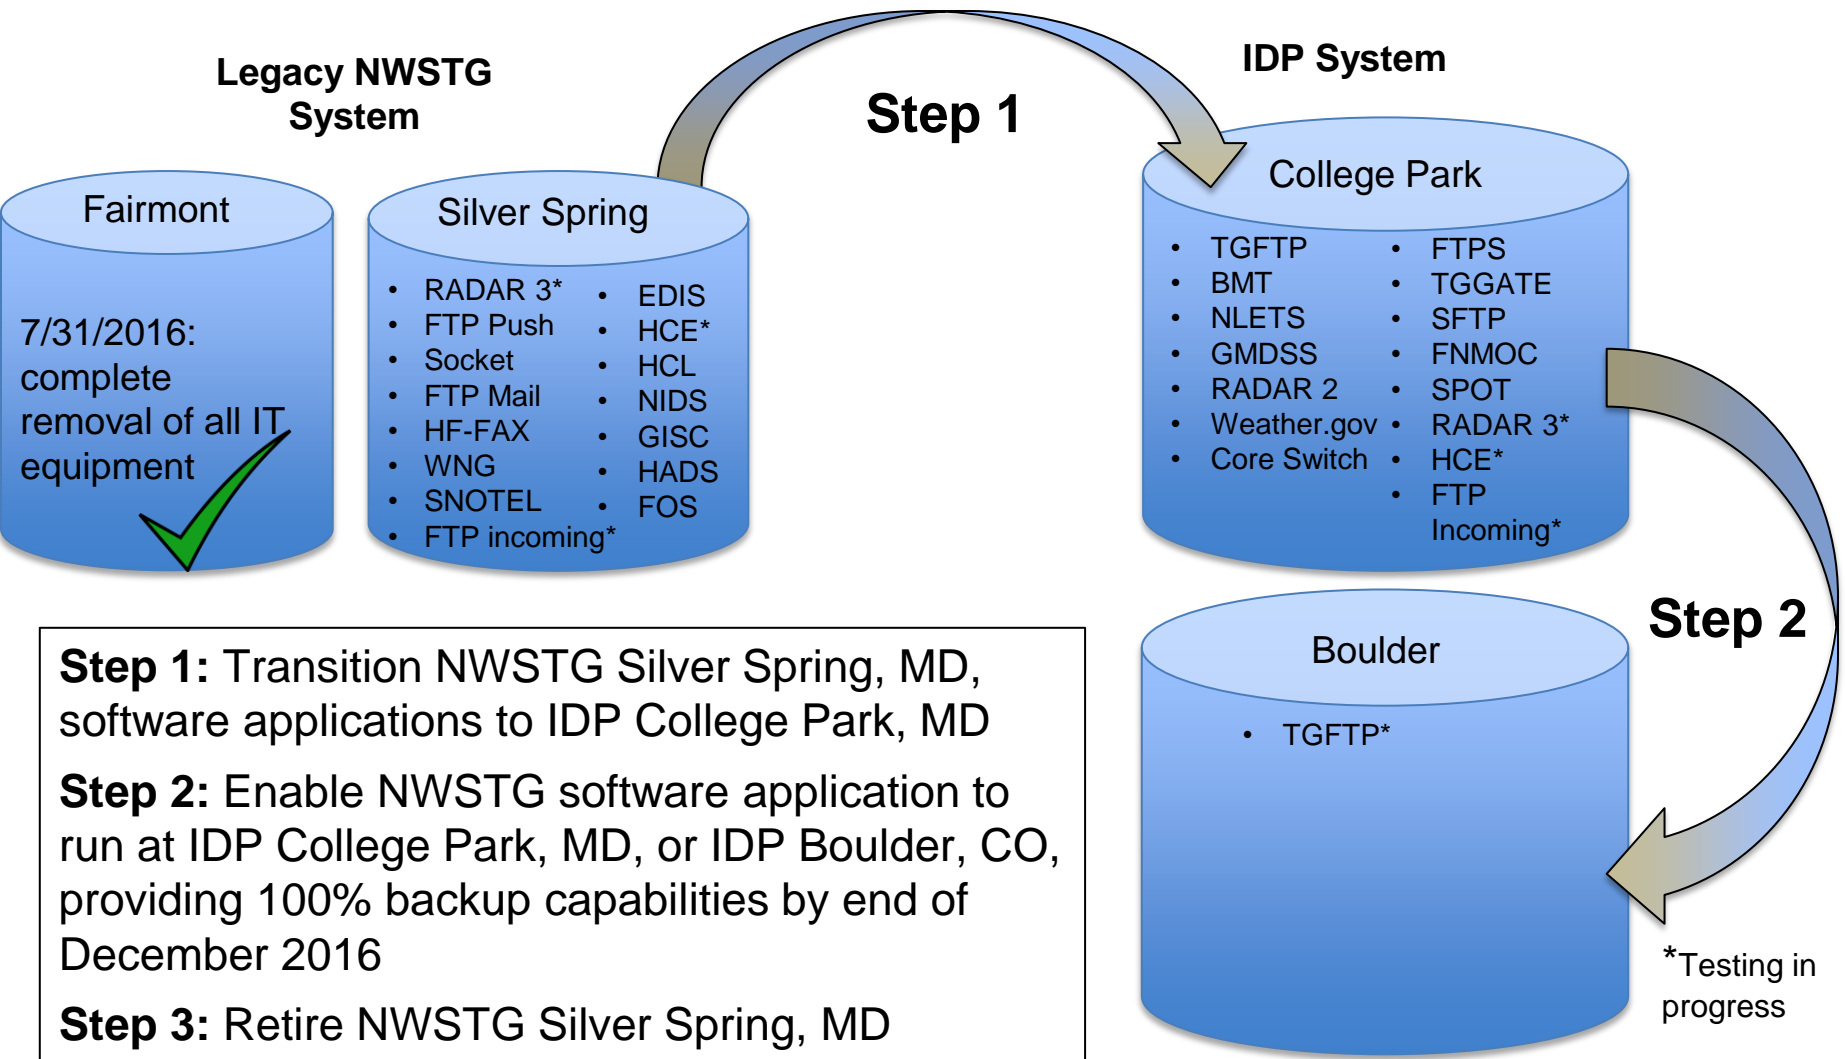 Legacy NWSTG
System
IDP System
Step 1
Fairmont
7/31/2016:
complete
removal of all IT
equipment
Silver Spring
• RADAR 3*
• FTP Push
• Socket
• FTP Mail
• HF-FAX
• WNG
• SNOTEL
• FTP incoming*
• EDIS
• HCE*
• HCL
• NIDS
• GISC
• HADS
• FOS
College Park
• TGFTP
• BMT
• NLETS
• GMDSS
• RADAR 2
• Weather.gov
• Core Switch
• FTPS
• TGGATE
• SFTP
• FNMOC
• SPOT
• RADAR 3*
• HCE*
• FTP
Incoming*
Step 2
Boulder
• TGFTP*
*Testing in
progress
Step 1: Transition NWSTG Silver Spring, MD,
software applications to IDP College Park, MD
Step 2: Enable NWSTG software application to
run at IDP College Park, MD, or IDP Boulder, CO,
providing 100% backup capabilities by end of
December 2016
Step 3: Retire NWSTG Silver Spring, MD